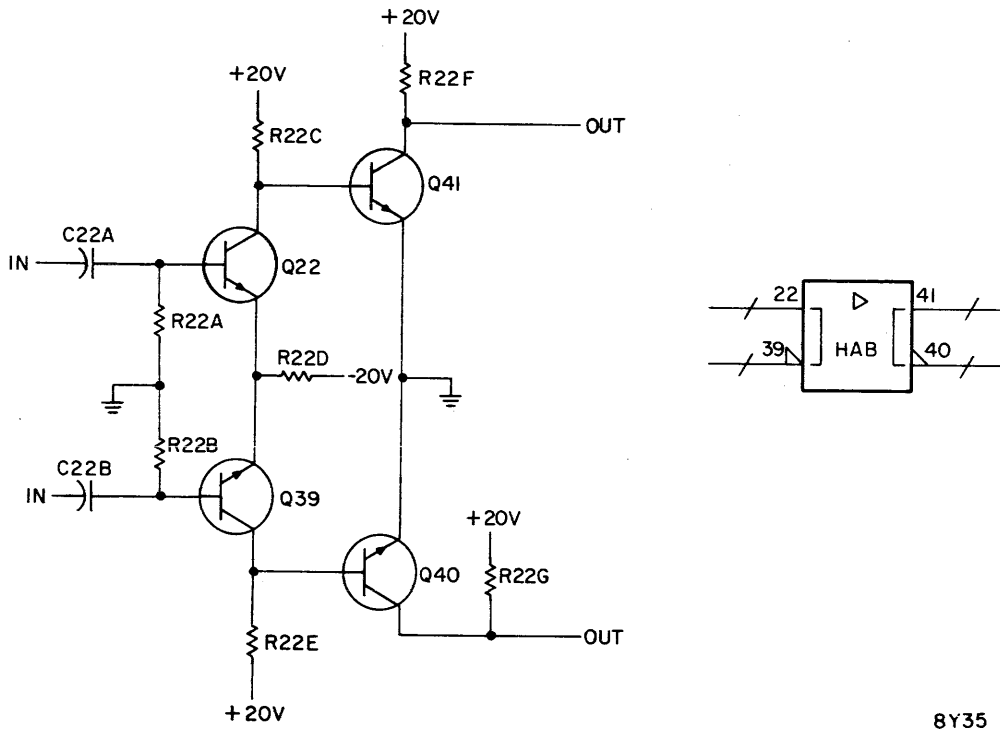 +20V
R22F
+20V
R22C
OUT
Q41
C22A
IN
Q22
22
41
R22A
R22D
-20V
39
HAB
40
R22B
C22B
IN
Q39
+20V
Q40
R22G
R22E
OUT
+20V
8Y35